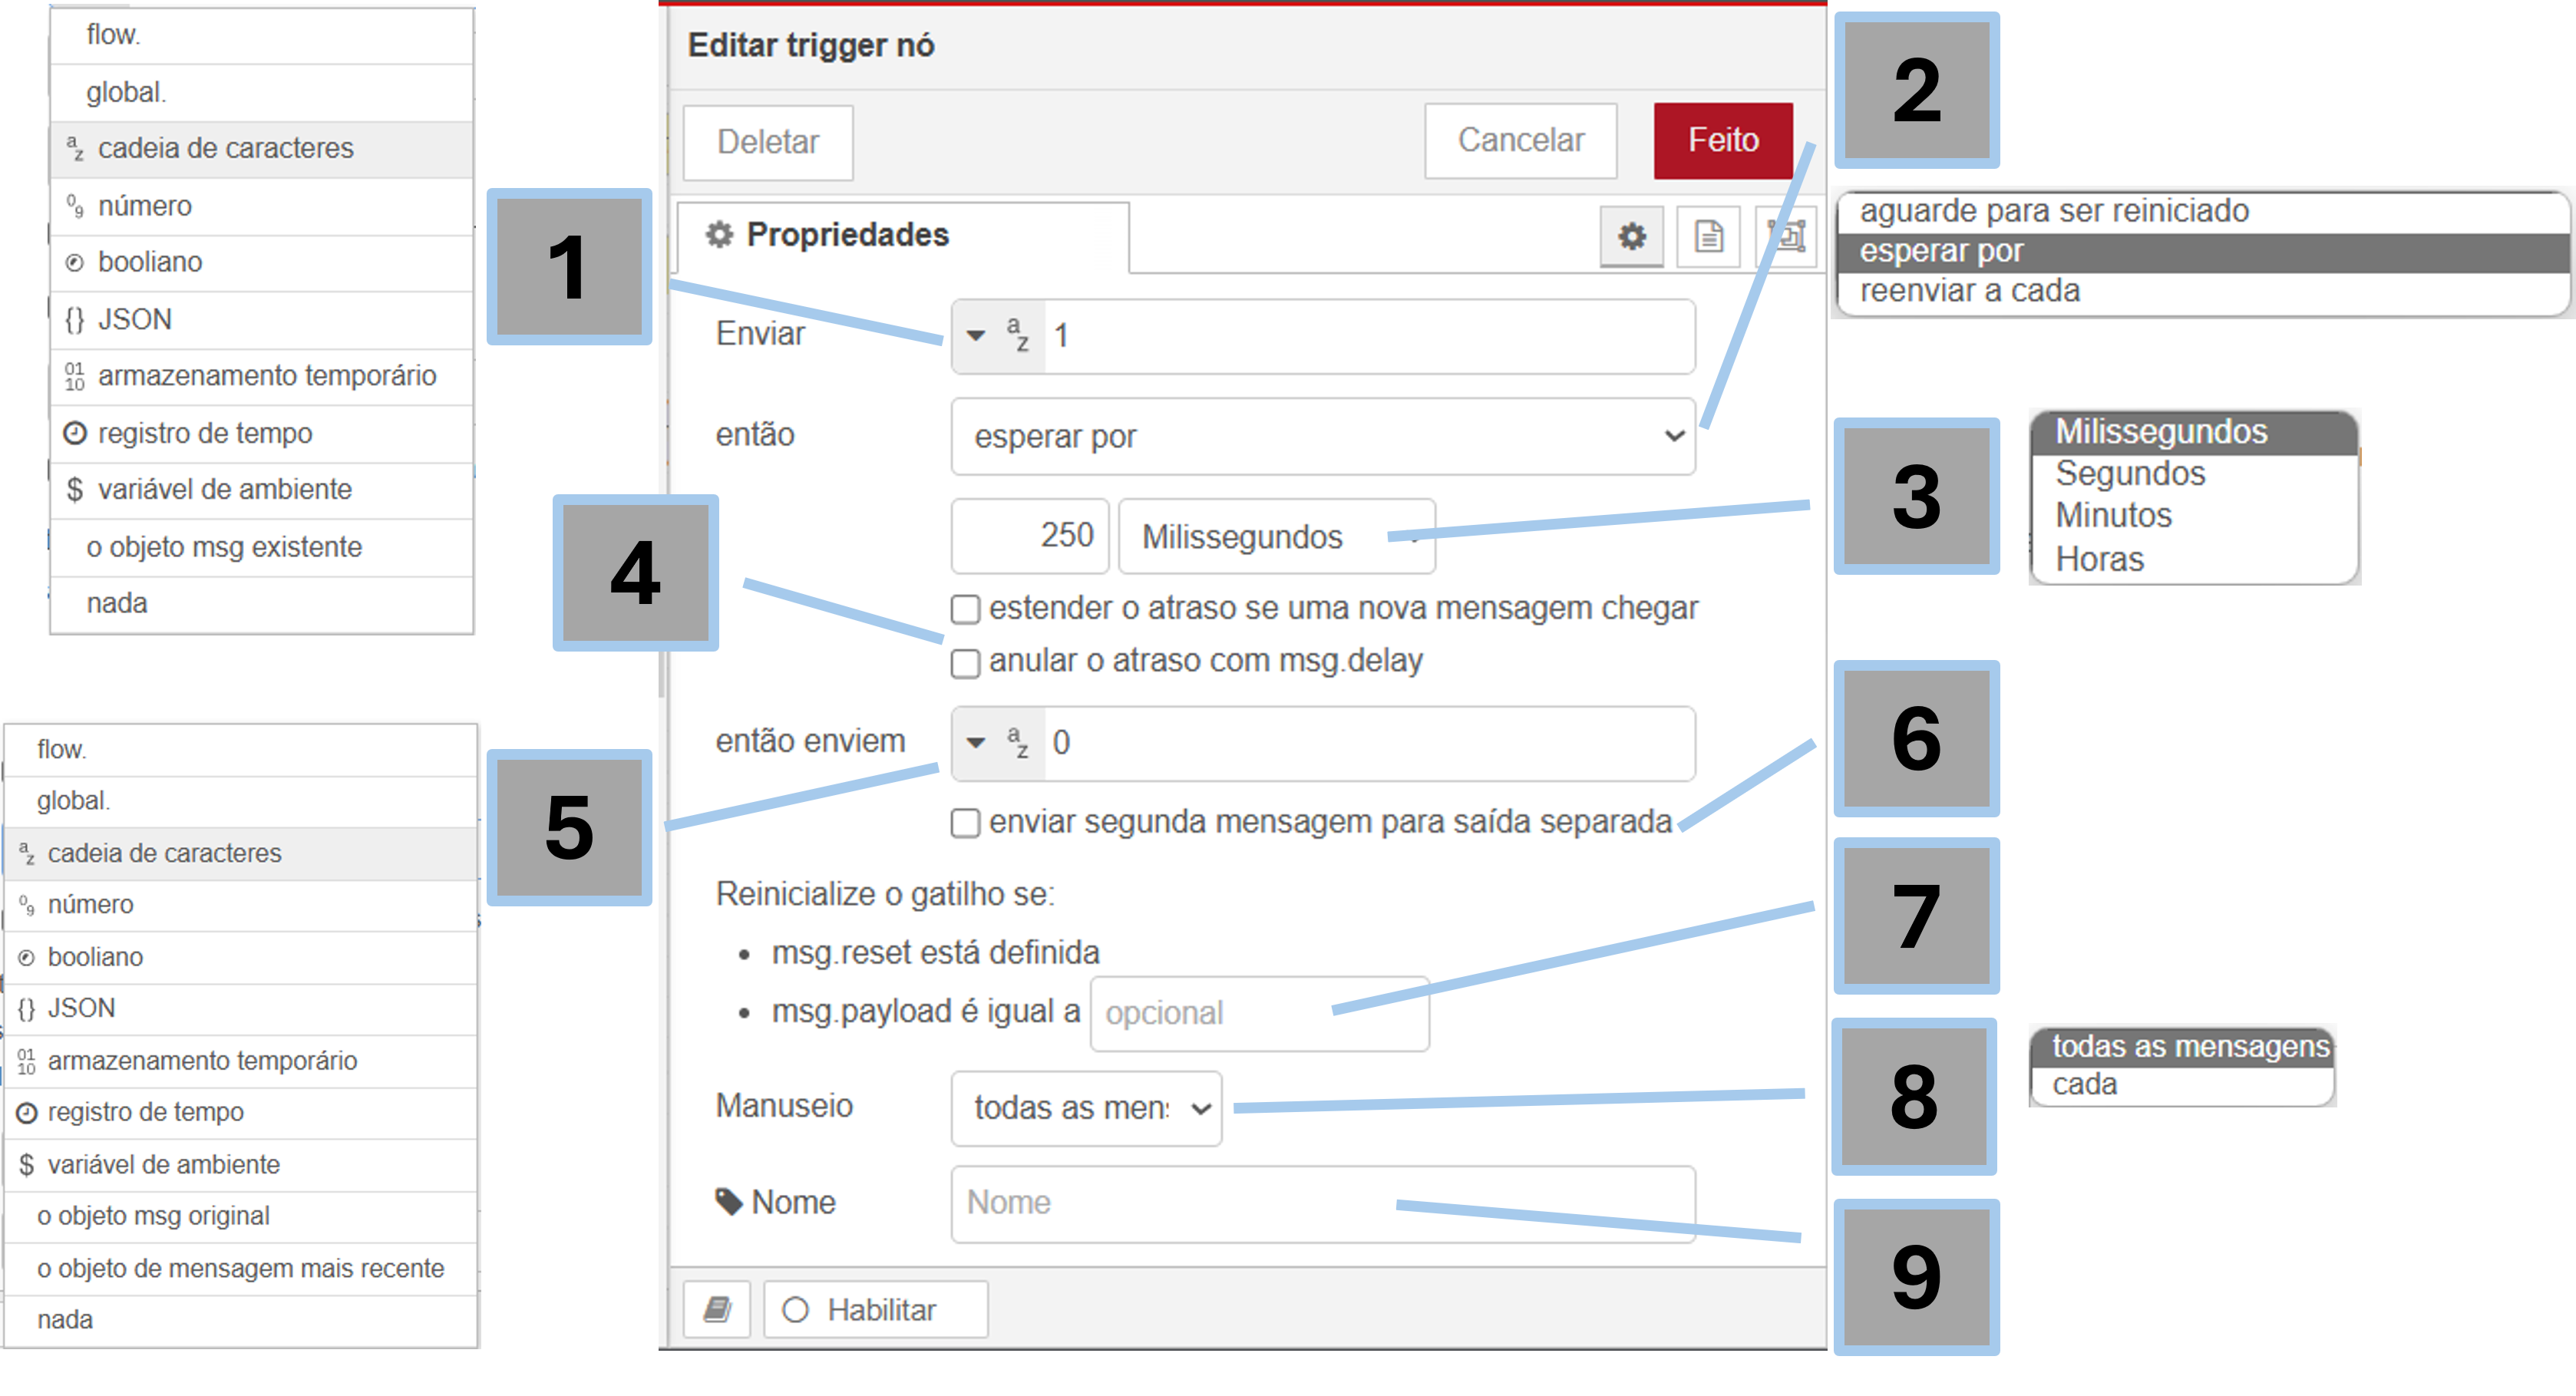 flow.
global.
cadeia de caracteres
número
booliano
{} JSON
armazenamento temporário
registro de tempo
$ variável de ambiente
o objeto msg existente
nada
1
Editar trigger nó
Deletar
Cancelar
Feito
Propriedades
Enviar
1
então
esperar por
250
Milissegundos
estender o atraso se uma nova mensagem chegar
anular o atraso com msg.delay
então enviem
0
enviar segunda mensagem para saída separada
Reinicialize o gatilho se:
• msg.reset está definida
• msg.payload é igual a
opcional
Manuseio
todas as men
Nome
Nome
Habilitar
2
aguarde para ser reiniciado
esperar por
reenviar a cada
3
Milissegundos
Segundos
Minutos
Horas
4
5
flow.
global.
cadeia de caracteres
número
booliano
{} JSON
armazenamento temporário
registro de tempo
$ variável de ambiente
o objeto msg original
o objeto de mensagem mais recente
nada
6
7
8
todas as mensagens
cada
9